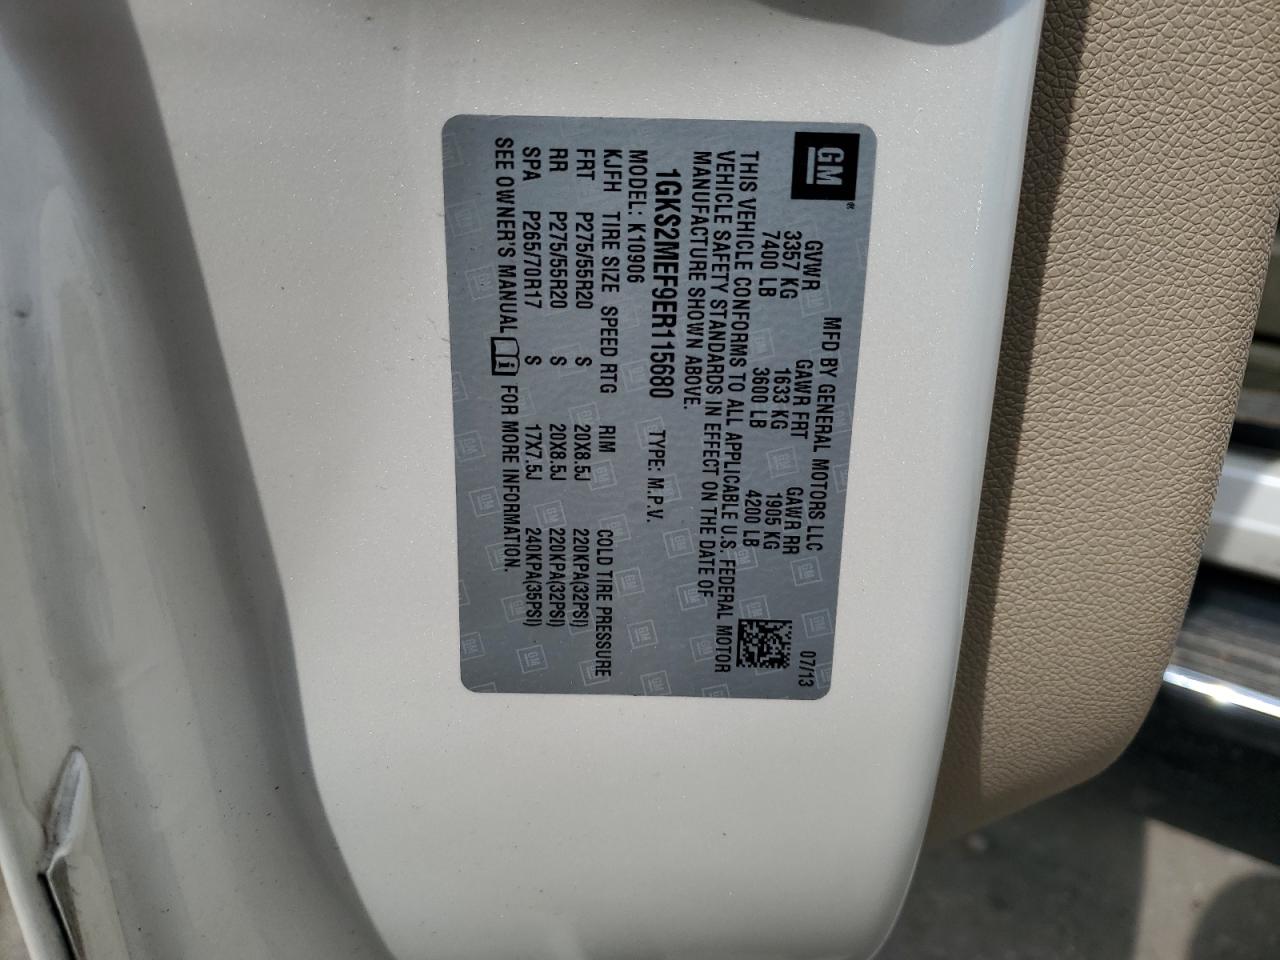 GM
MFD BY GENERAL MOTORS LLC 07/13
GVWR GAWR FRT GAWR RR
3357 KG 1633 KG 1905 KG
7400 LB 3600 LB 4200 LB
THIS VEHICLE CONFORMS TO ALL APPLICABLE U.S. FEDERAL MOTOR
VEHICLE SAFETY STANDARDS IN EFFECT ON THE DATE OF
MANUFACTURE SHOWN ABOVE.
1GKS2MEF9ER115680 TYPE: M.P.V.
MODEL: K10906
KJFH TIRE SIZE SPEED RTG RIM COLD TIRE PRESSURE
FRT P275/55R20 S 20X8.5J 220KPA(32PSI)
RR P275/55R20 S 20X8.5J 220KPA(32PSI)
SPA P265/70R17 S 17X7.5J 240KPA(35PSI)
SEE OWNER'S MANUAL i FOR MORE INFORMATION.